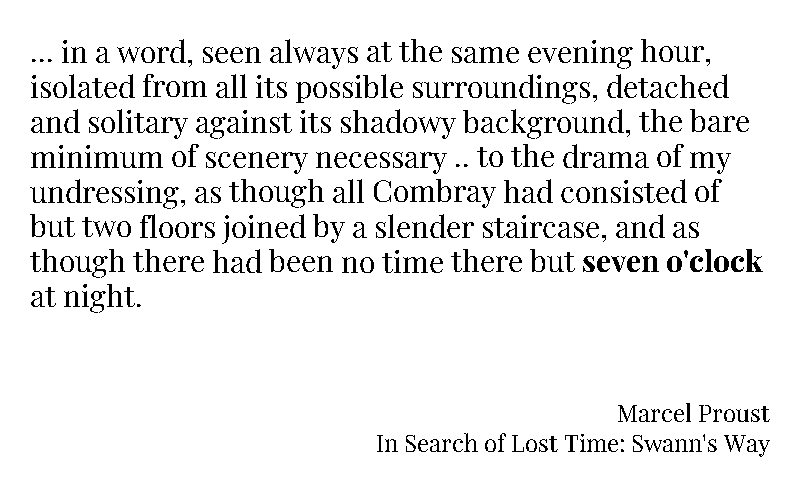 ... in a word, seen always at the same evening hour,
isolated from all its possible surroundings, detached
and solitary against its shadowy background, the bare
minimum of scenery necessary .. to the drama of my
undressing, as though all Combray had consisted of
but two floors joined by a slender staircase, and as
though there had been no time there but seven o'clock
at night.
Marcel Proust
In Search of Lost Time: Swann's Way